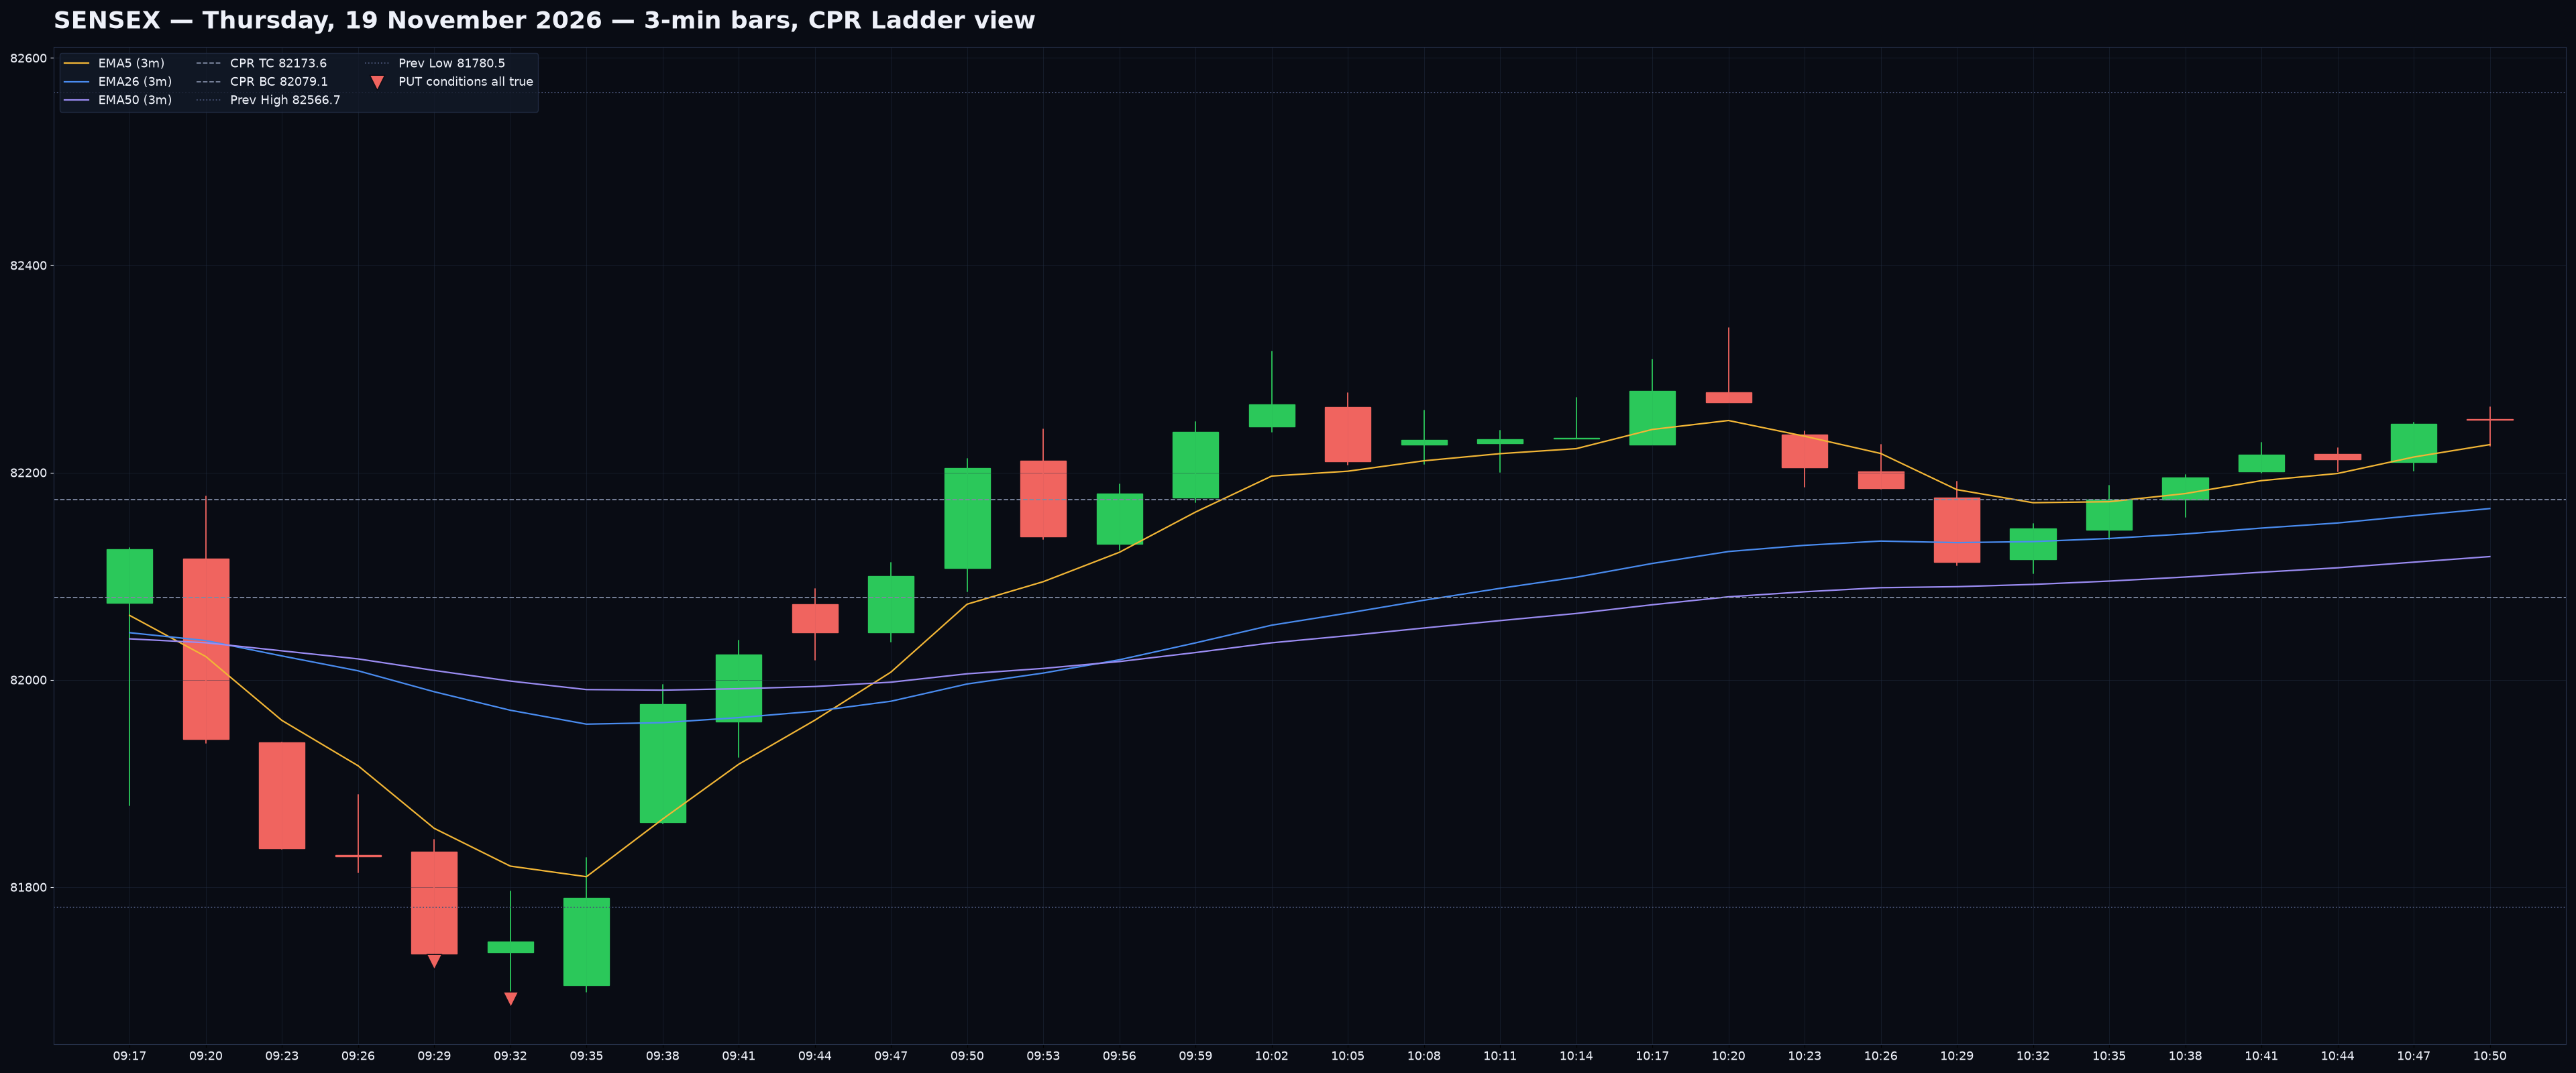 SENSEX — Thursday, 19 November 2026 — 3-min bars, CPR Ladder view
EMA5 (3m)
EMA26 (3m)
EMA50 (3m)
CPR TC 82173.6
CPR BC 82079.1
Prev High 82566.7
Prev Low 81780.5
PUT conditions all true
82600
82400
82200
82000
81800
09:17 09:20 09:23 09:26 09:29 09:32 09:35 09:38 09:41 09:44 09:47 09:50 09:53 09:56 09:59 10:02 10:05 10:08 10:11 10:14 10:17 10:20 10:23 10:26 10:29 10:32 10:35 10:38 10:41 10:44 10:47 10:50